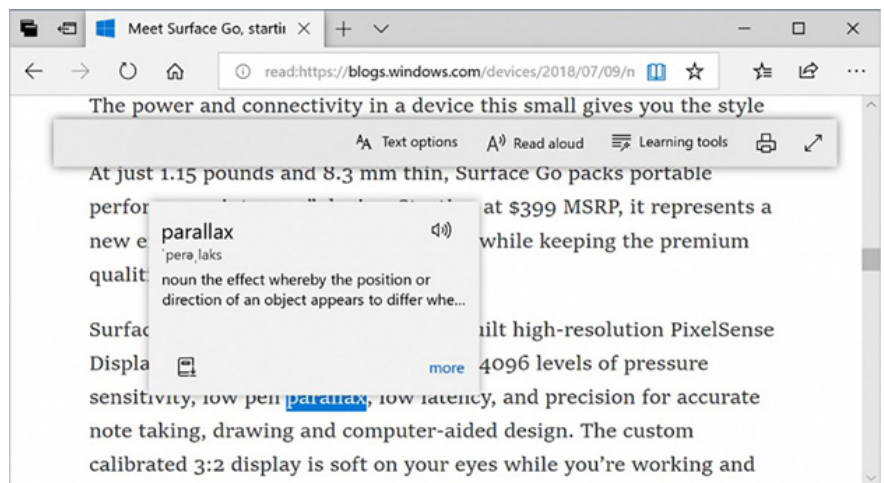 Meet Surface Go, startir
read:https://blogs.windows.com/devices/2018/07/09/n
The power and connectivity in a device this small gives you the style
Text options
Read aloud
Learning tools
At just 1.15 pounds and 8.3 mm thin, Surface Go packs portable
perfor at $399 MSRP, it represents a
new e while keeping the premium
qualit
parallax
ˈperəˌlaks
noun the effect whereby the position or
direction of an object appears to differ whe...
more
Surfac ilt high-resolution PixelSense
Displa 4096 levels of pressure
sensitivity, low pen parallax, low latency, and precision for accurate
note taking, drawing and computer-aided design. The custom
calibrated 3:2 display is soft on your eyes while you're working and